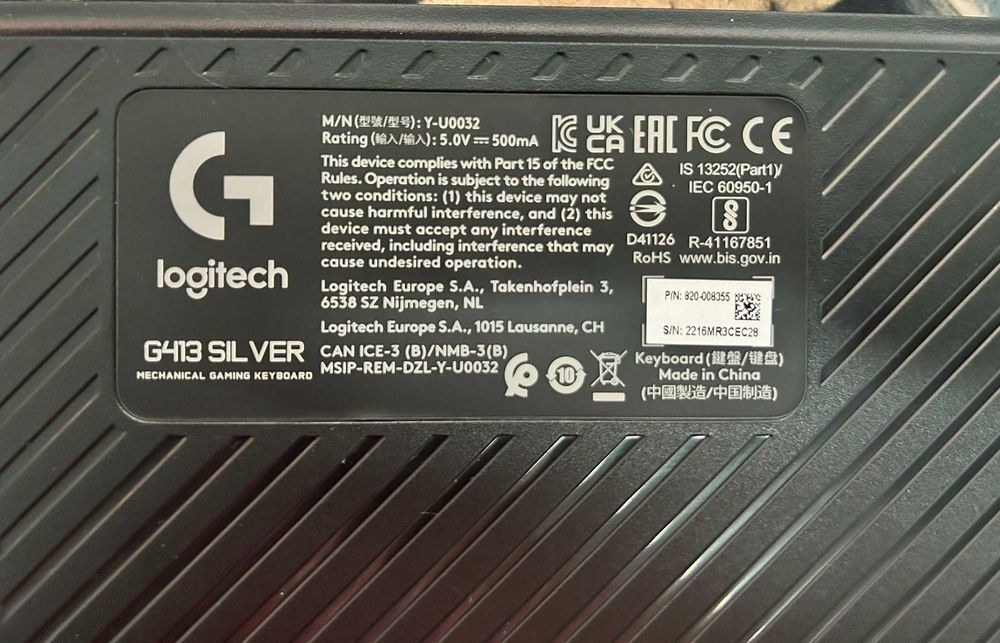 logitech
G413 SILVER
MECHANICAL GAMING KEYBOARD
M/N(型號/型号): Y-U0032
Rating (輸入/输入): 5.0V ⎓ 500mA
This device complies with Part 15 of the FCC
Rules. Operation is subject to the following
two conditions: (1) this device may not
cause harmful interference, and (2) this
device must accept any interference
received, including interference that may
cause undesired operation.
Logitech Europe S.A., Takenhofplein 3,
6538 SZ Nijmegen, NL
Logitech Europe S.A., 1015 Lausanne, CH
CAN ICE-3 (B)/NMB-3(B)
MSIP-REM-DZL-Y-U0032
10
UK
CA
EAC
FC
CE
IS 13252(Part1)/
IEC 60950-1
D41126
RoHS
R-41167851
www.bis.gov.in
P/N: 820-008355
S/N: 2216MR3CEC28
Keyboard (鍵盤/键盘)
Made in China
(中國製造/中国制造)